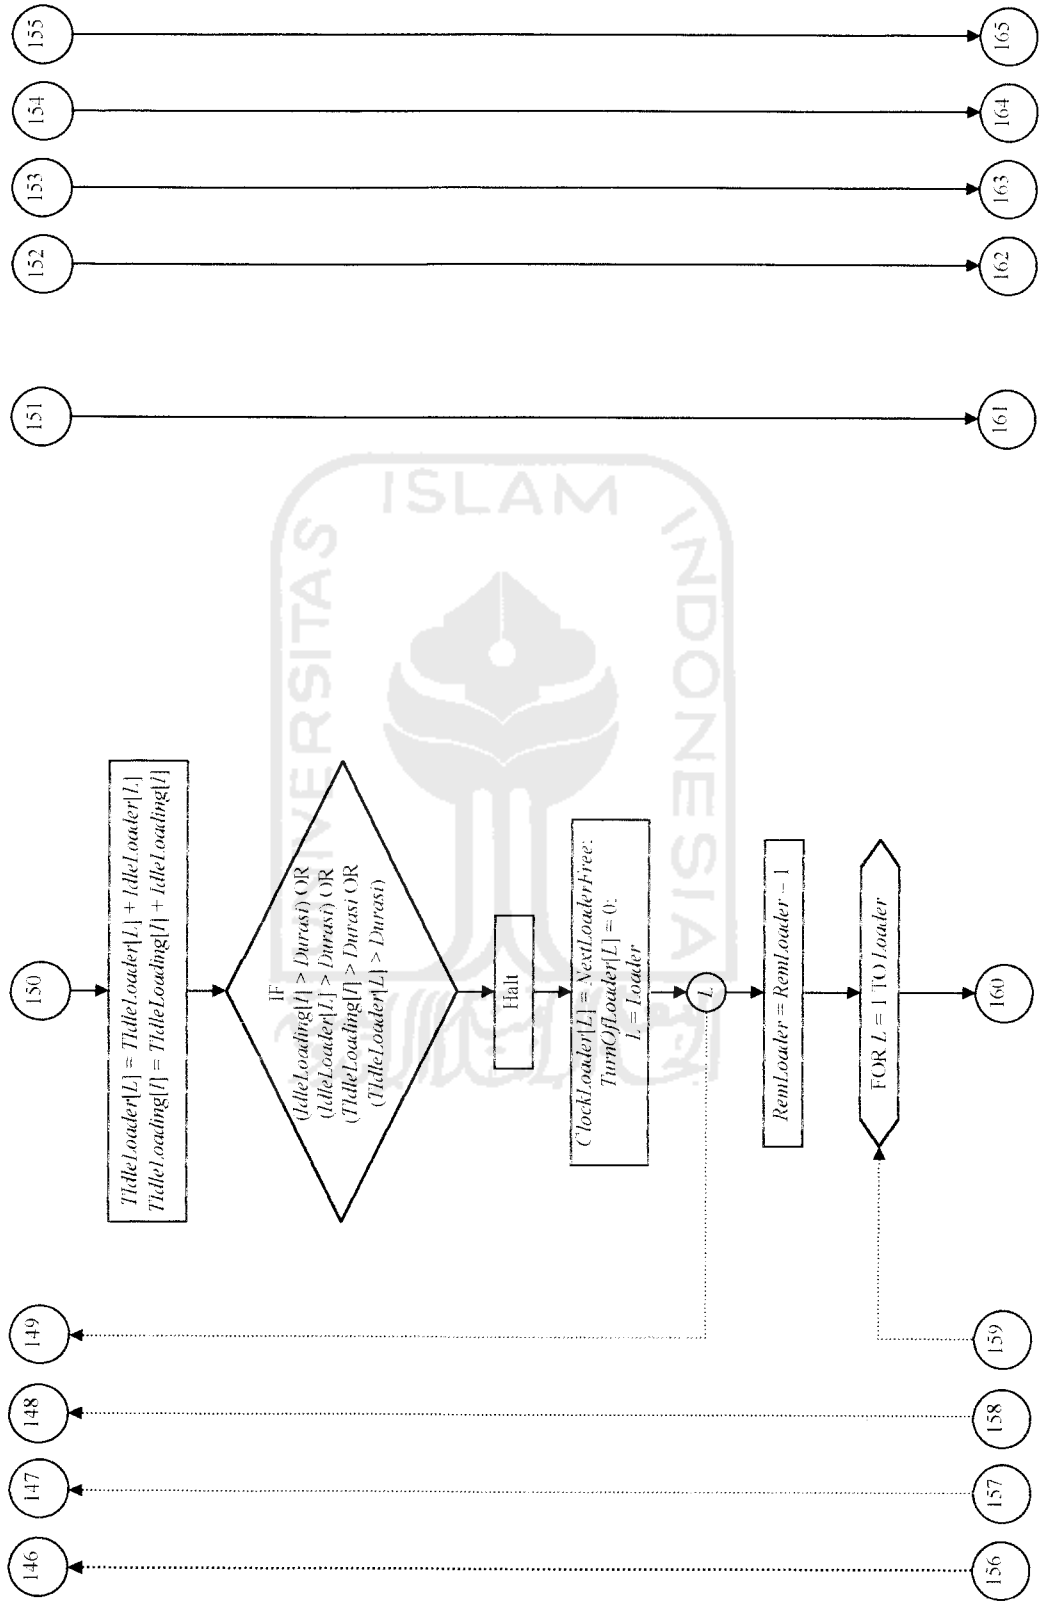 146
147
148
149
150
151
152
153
154
155
TIdleLoader[L] = TIdleLoader[L] + IdleLoader[L]
TIdleLoading[I] = TIdleLoading[I] + IdleLoading[I]
IF
(IdleLoading[I] > Durasi) OR
(IdleLoader[L] > Durasi) OR
(TIdleLoading[I] > Durasi OR
(TIdleLoader[L] > Durasi)
Halt
ClockLoader[L] = NextLoaderFree:
TurnOfLoader[L] = 0:
L = Loader
L
RemLoader = RemLoader - 1
FOR L = 1 TO Loader
156
157
158
159
160
161
162
163
164
165
UNIVERSITAS
ISLAM
INDONESIA